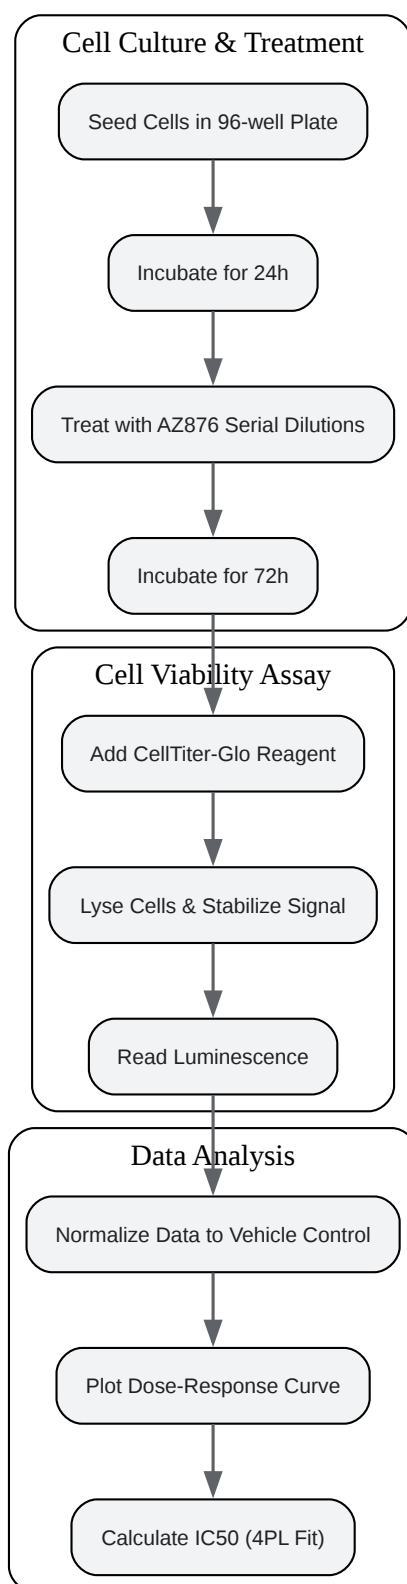 Cell Culture & Treatment
Seed Cells in 96-well Plate
Incubate for 24h
Treat with AZ876 Serial Dilutions
Incubate for 72h
Cell Viability Assay
Add CellTiter-Glo Reagent
Lyse Cells & Stabilize Signal
Read Luminescence
Data Analysis
Normalize Data to Vehicle Control
Plot Dose-Response Curve
Calculate IC50 (4PL Fit)